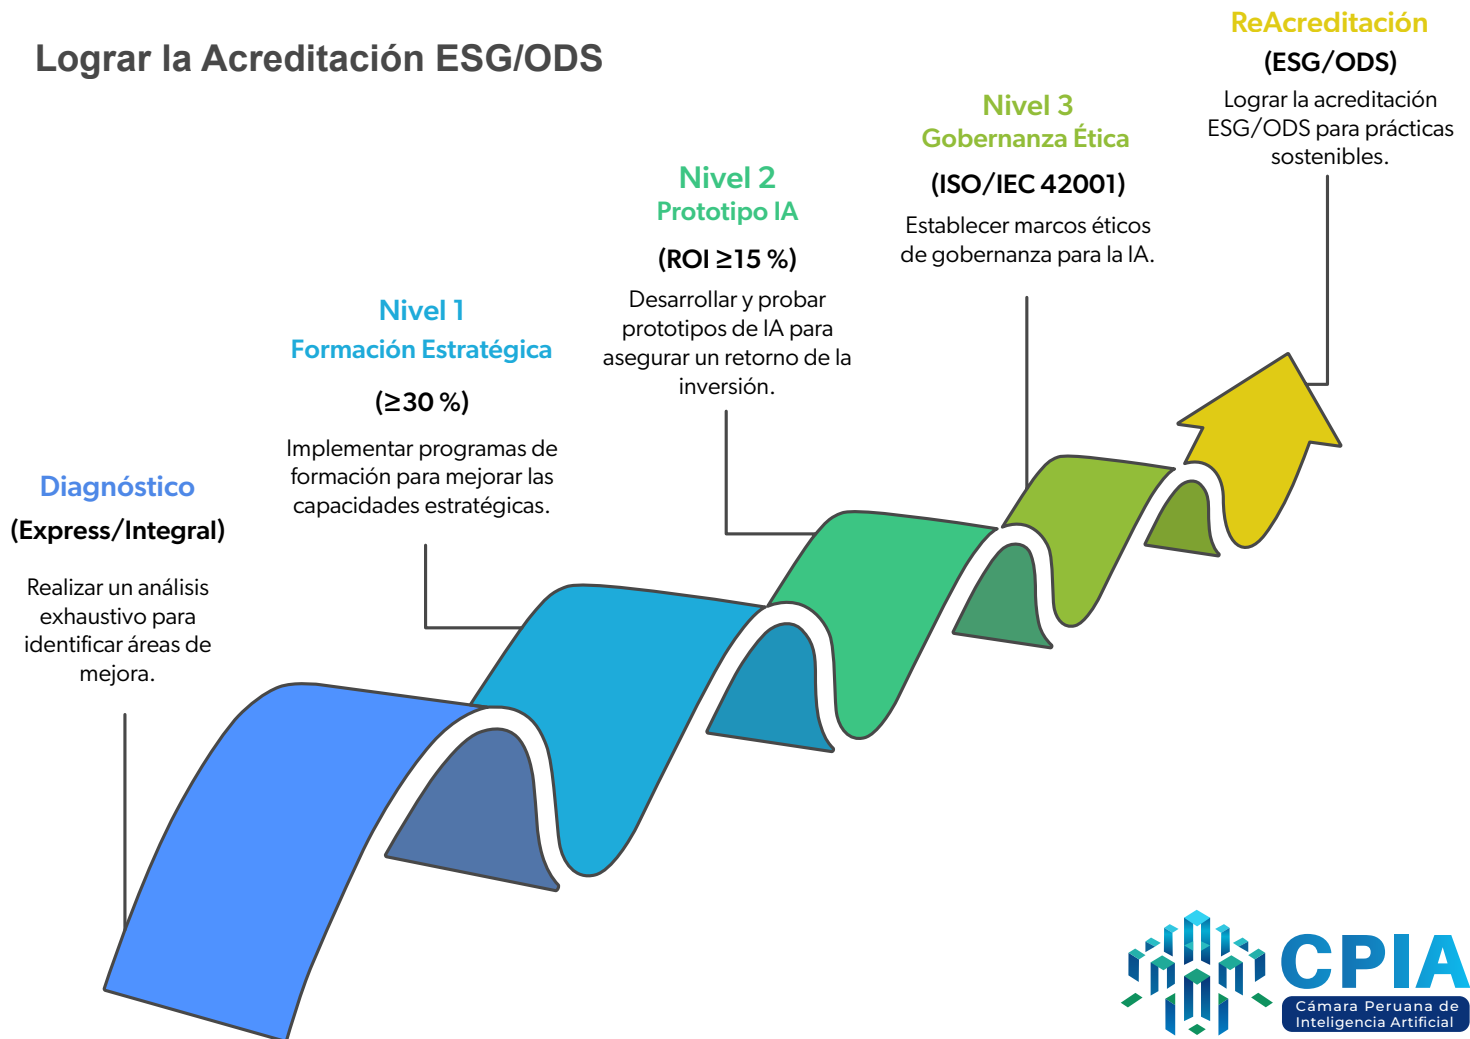 Lograr la Acreditación ESG/ODS
Diagnóstico
(Express/Integral)
Realizar un análisis
exhaustivo para
identificar áreas de
mejora.
Nivel 1
Formación Estratégica
(≥30 %)
Implementar programas de
formación para mejorar las
capacidades estratégicas.
Nivel 2
Prototipo IA
(ROI ≥15 %)
Desarrollar y probar
prototipos de IA para
asegurar un retorno de la
inversión.
Nivel 3
Gobernanza Ética
(ISO/IEC 42001)
Establecer marcos éticos
de gobernanza para la IA.
ReAcreditación
(ESG/ODS)
Lograr la acreditación
ESG/ODS para prácticas
sostenibles.
CPIA
Cámara Peruana de
Inteligencia Artificial